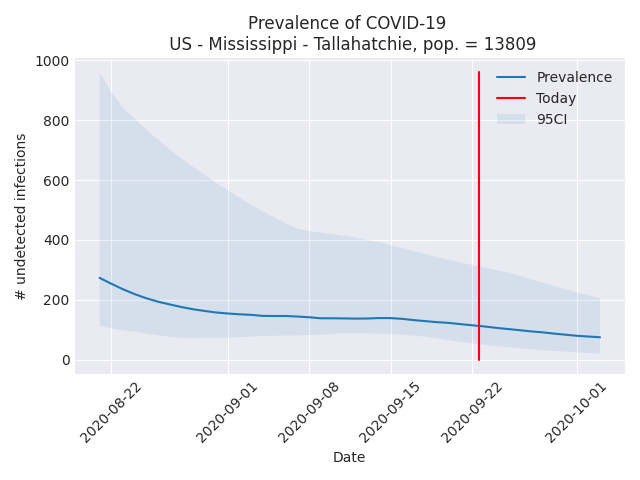 Prevalence of COVID-19
US - Mississippi - Tallahatchie, pop. = 13809
1000
800
600
400
200
0
# undetected infections
Prevalence
Today
95CI
2020-08-22
2020-09-01
2020-09-08
2020-09-15
2020-09-22
2020-10-01
Date